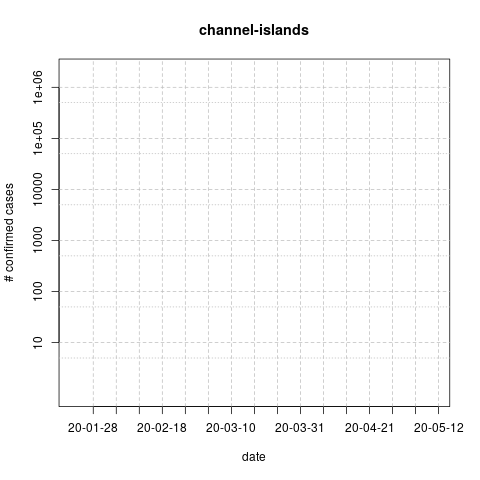 channel-islands
# confirmed cases
1e+06
1e+05
10000
1000
100
10
20-01-28 20-02-18 20-03-10 20-03-31 20-04-21 20-05-12
date